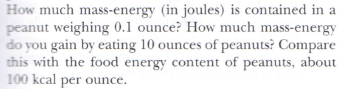 How much mass-energy (in joules) is contained in a
peanut weighing 0.1 ounce? How much mass-energy
do you gain by eating 10 ounces of peanuts? Compare
this with the food energy content of peanuts, about
100 kcal per ounce.